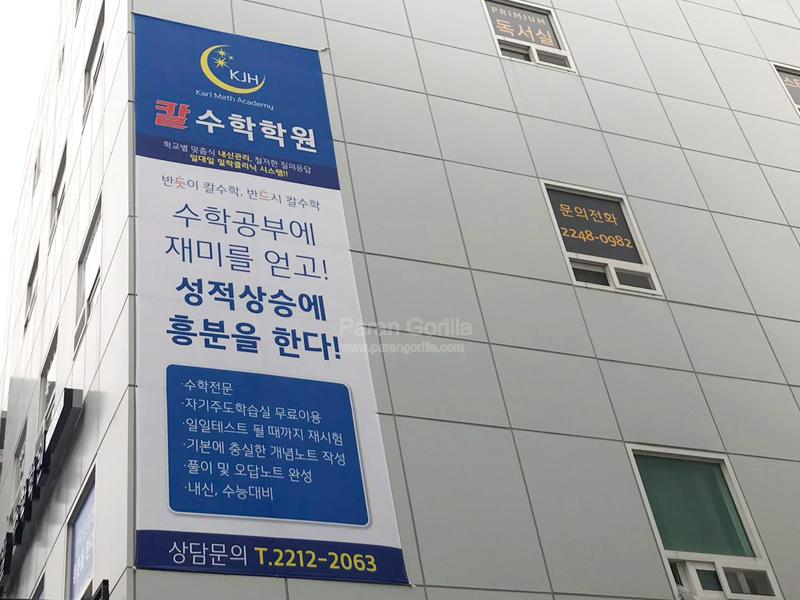 KJH
Karl Math Academy
칼 수학학원
학교별 맞춤식 내신관리, 철저한 질의응답
일대일 밀착클리닉 시스템!!
반듯이 칼수학, 반드시 칼수학
수학공부에
재미를 얻고!
성적상승에
흥분을 한다!
·수학전문
·자기주도학습실 무료이용
·일일테스트 될 때까지 재시험
·기본에 충실한 개념노트 작성
·풀이 및 오답노트 완성
·내신, 수능대비
상담문의 T.2212-2063
PRIMIUM
독서실
문의전화
2248-0982
Paran Gorilla
www.parangorilla.com